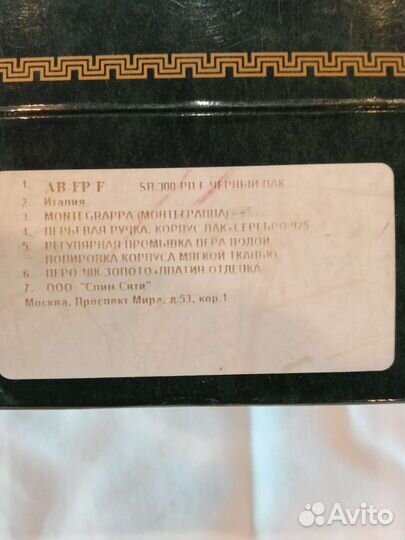 1. AB-FP F SR 300 PU F ЧЕРНЫЙ ЛАК
2. Италия
3. MONTEGRAPPA (МОНТЕГРАППА) -
4. ПЕРЬЕВАЯ РУЧКА, КОРПУС ЛАК-СЕРЕБРО 925
5. РЕГУЛЯРНАЯ ПРОМЫВКА ПЕРА ВОДОЙ,
ПОЛИРОВКА КОРПУСА МЯГКОЙ ТКАНЬЮ
6. ПЕРО 18К ЗОЛОТО+ПЛАТИН ОТДЕЛКА
7. ООО "Слим Сити"
Москва, Проспект Мира, д.53, кор.1
Avito